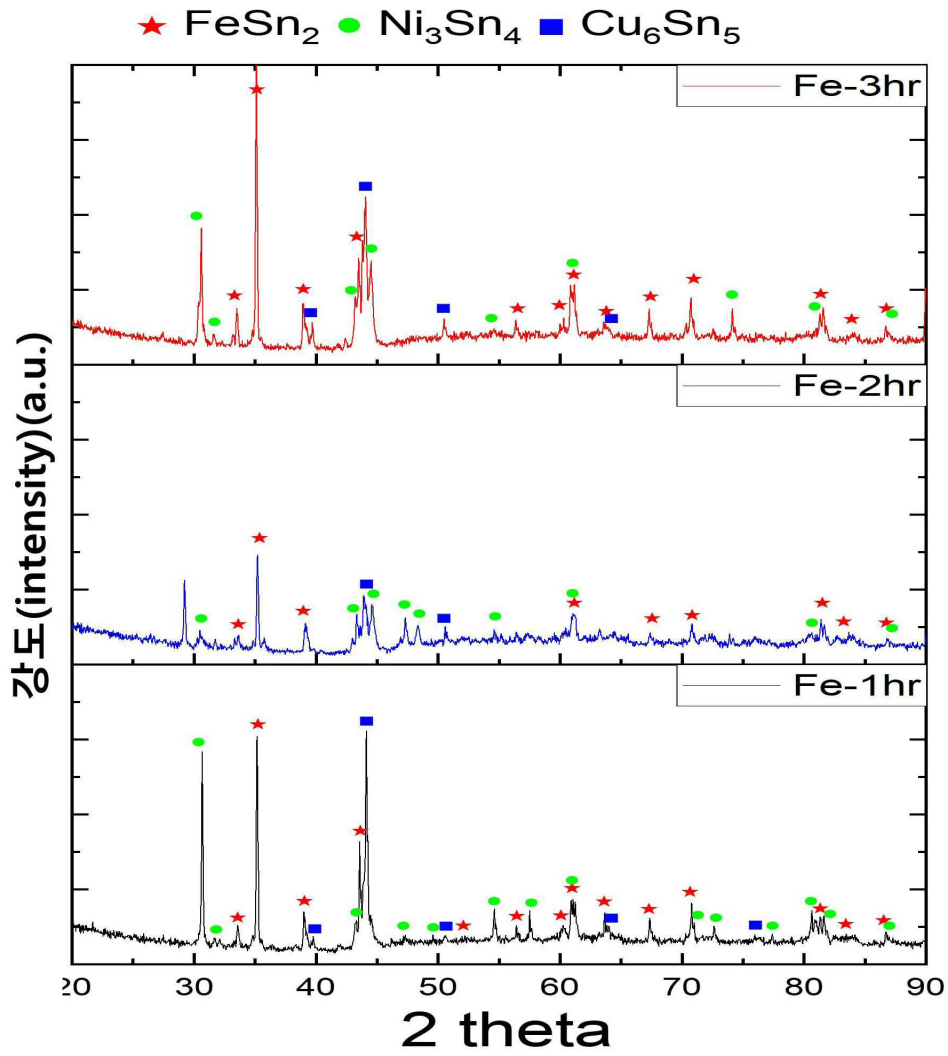 FeSn₂ Ni₃Sn₄ Cu₆Sn₅
Fe-3hr
Fe-2hr
Fe-1hr
강도(intensity)(a.u.)
20 30 40 50 60 70 80 90
2 theta